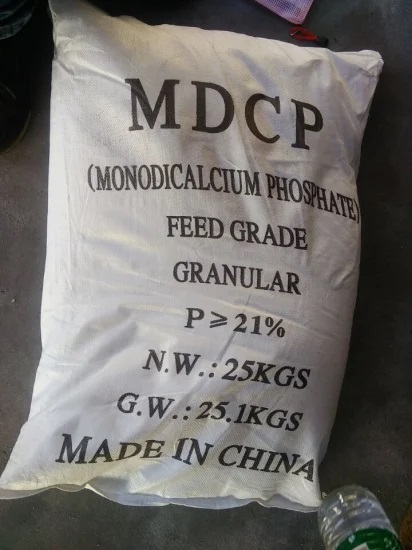 MDCP
(MONODICALCIUM PHOSPHATE)
FEED GRADE
GRANULAR
P⩾21%
N.W.: 25KGS
G.W.: 25.1KGS
MADE IN CHINA